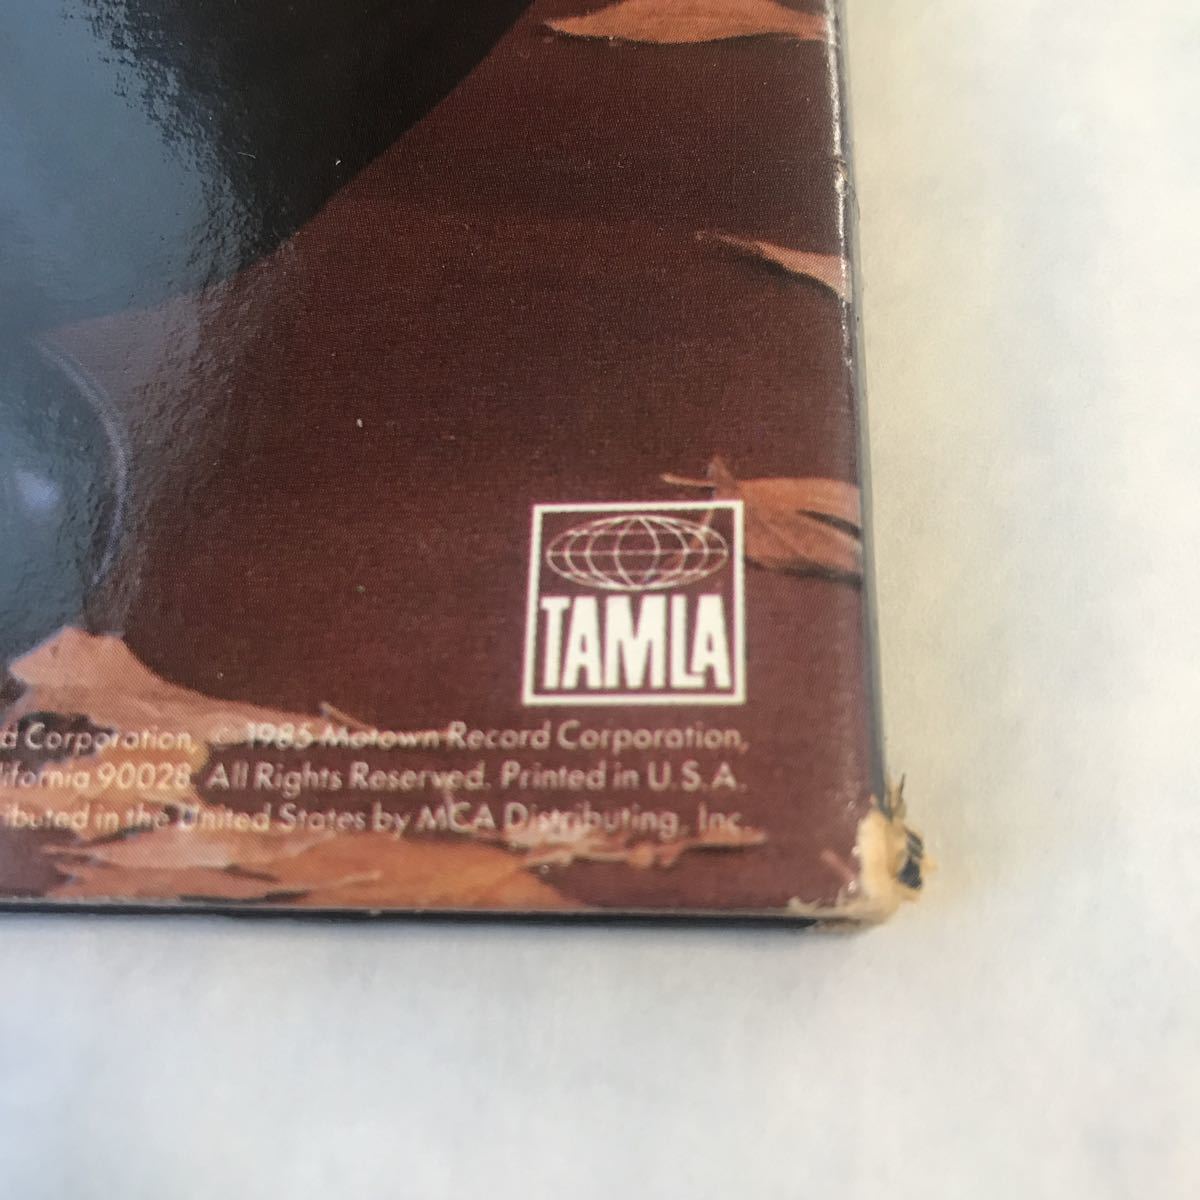 TAMLA
d Corporation, © 1985 Motown Record Corporation,
lifornia 90028. All Rights Reserved. Printed in U.S.A.
ibuted in the United States by MCA Distributing, Inc.